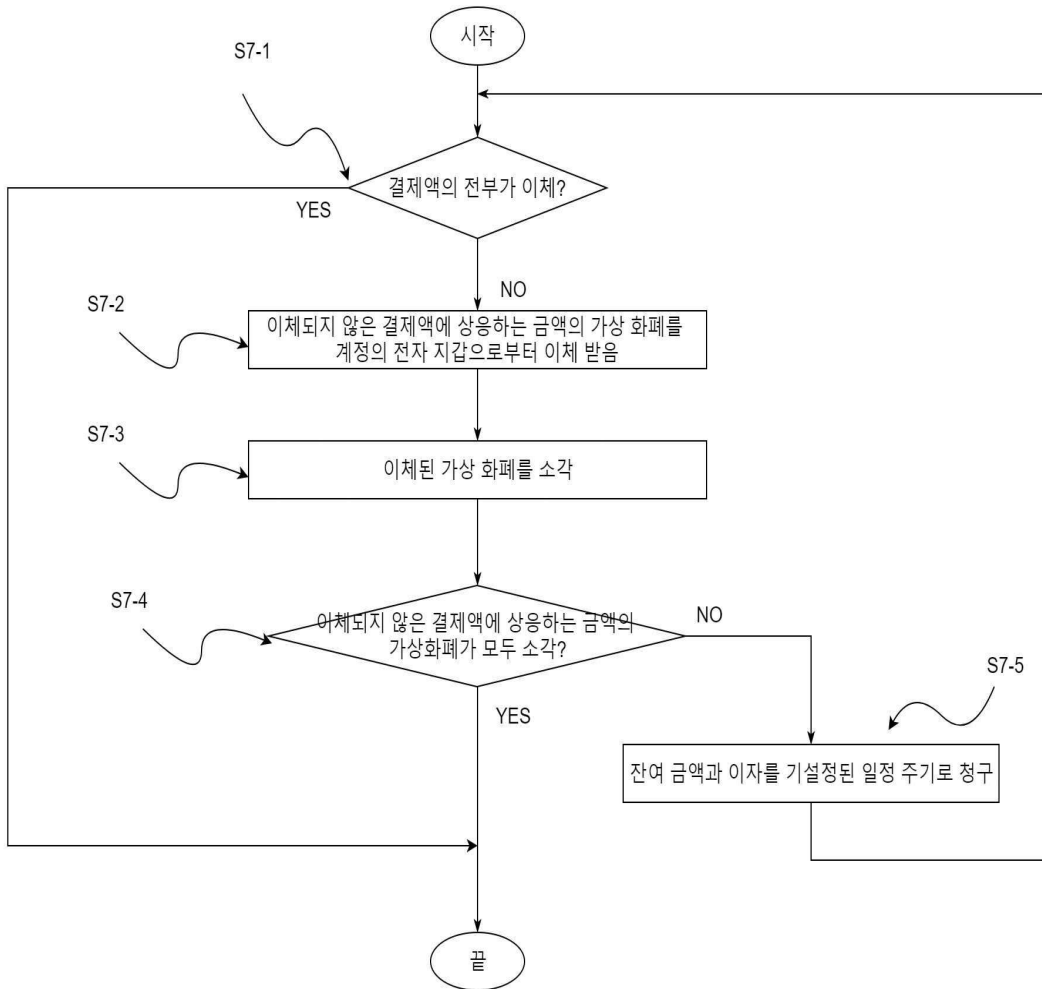 시작
S7-1
결제액의 전부가 이체?
YES
NO
S7-2
이체되지 않은 결제액에 상응하는 금액의 가상 화폐를
계정의 전자 지갑으로부터 이체 받음
S7-3
이체된 가상 화폐를 소각
S7-4
이체되지 않은 결제액에 상응하는 금액의
가상화폐가 모두 소각?
NO
YES
S7-5
잔여 금액과 이자를 기설정된 일정 주기로 청구
끝